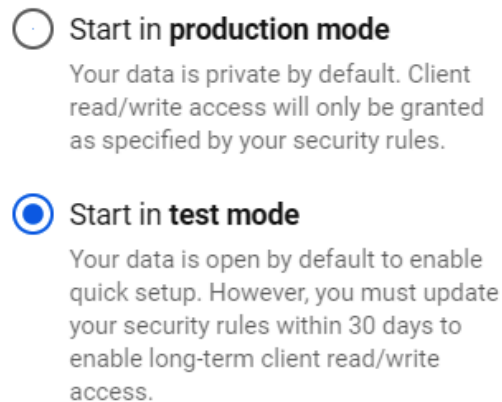 Start in production mode
Your data is private by default. Client
read/write access will only be granted
as specified by your security rules.
Start in test mode
Your data is open by default to enable
quick setup. However, you must update
your security rules within 30 days to
enable long-term client read/write
access.